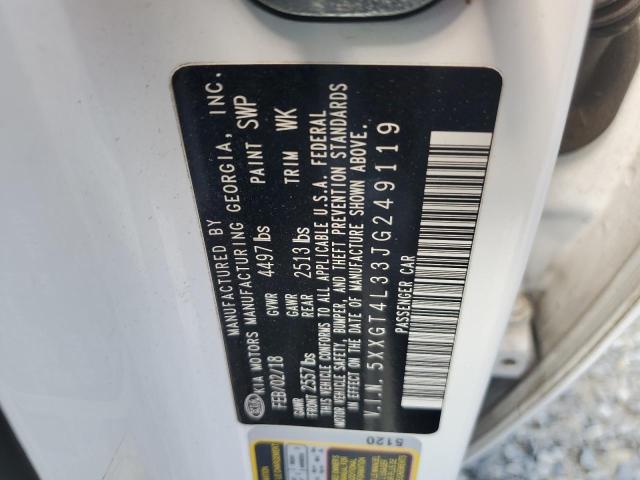 MANUFACTURED BY
KIA MOTORS MANUFACTURING GEORGIA, INC.
FEB/02/18 GVWR 4497lbs PAINT SWP
GAWR FRONT 2557lbs GAWR REAR 2513lbs TRIM WK
THIS VEHICLE CONFORMS TO ALL APPLICABLE U.S.A. FEDERAL
MOTOR VEHICLE SAFETY, BUMPER, AND THEFT PREVENTION STANDARDS
IN EFFECT ON THE DATE OF MANUFACTURE SHOWN ABOVE.
V.I.N. 5XXGT4L33JG249119
PASSENGER CAR
5120